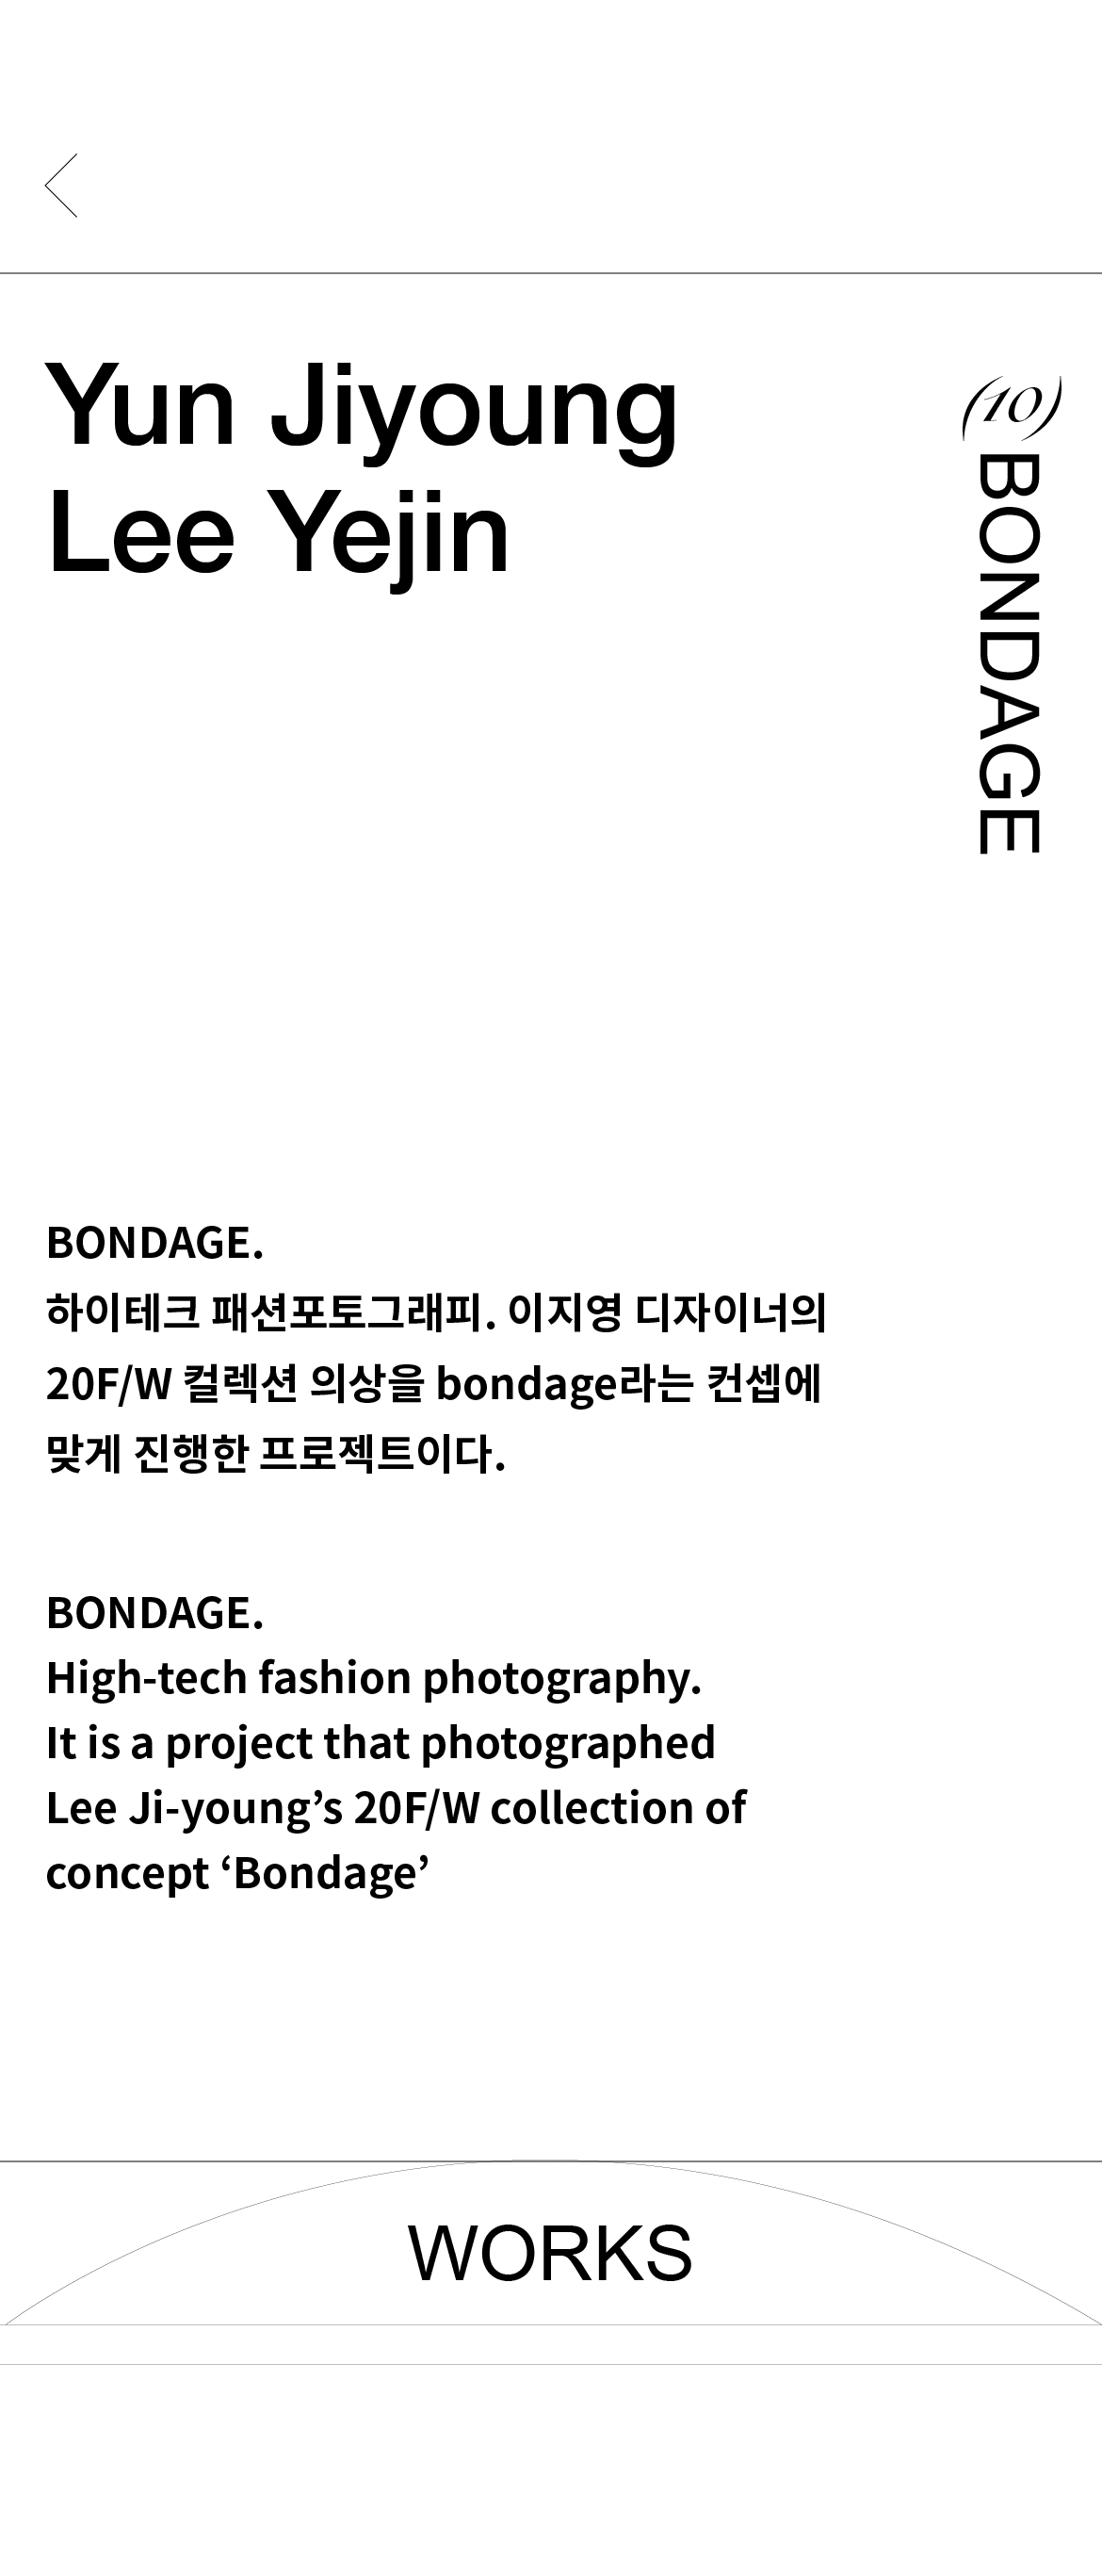 Yun Jiyoung
Lee Yejin
(10)
BONDAGE
BONDAGE.
하이테크 패션포토그래피. 이지영 디자이너의
20F/W 컬렉션 의상을 bondage라는 컨셉에
맞게 진행한 프로젝트이다.
BONDAGE.
High-tech fashion photography.
It is a project that photographed
Lee Ji-young’s 20F/W collection of
concept ‘Bondage’
WORKS